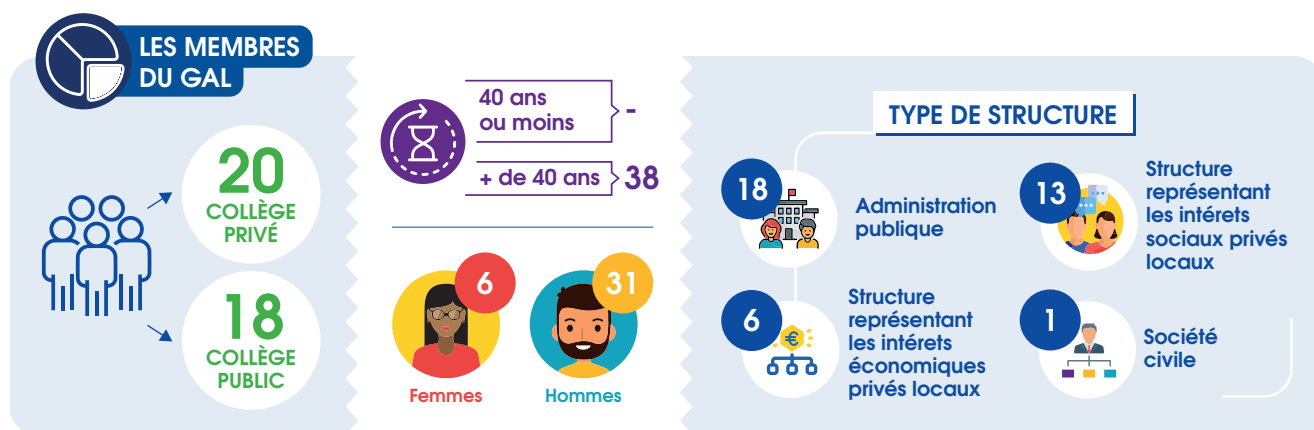 LES MEMBRES
DU GAL
20
COLLÈGE
PRIVÉ
18
COLLÈGE
PUBLIC
40 ans
ou moins
-
+ de 40 ans
38
6
Femmes
31
Hommes
TYPE DE STRUCTURE
18
Administration
publique
13
Structure
représentant
les intérets
sociaux privés
locaux
6
€
Structure
représentant
les intérets
économiques
privés locaux
1
Société
civile